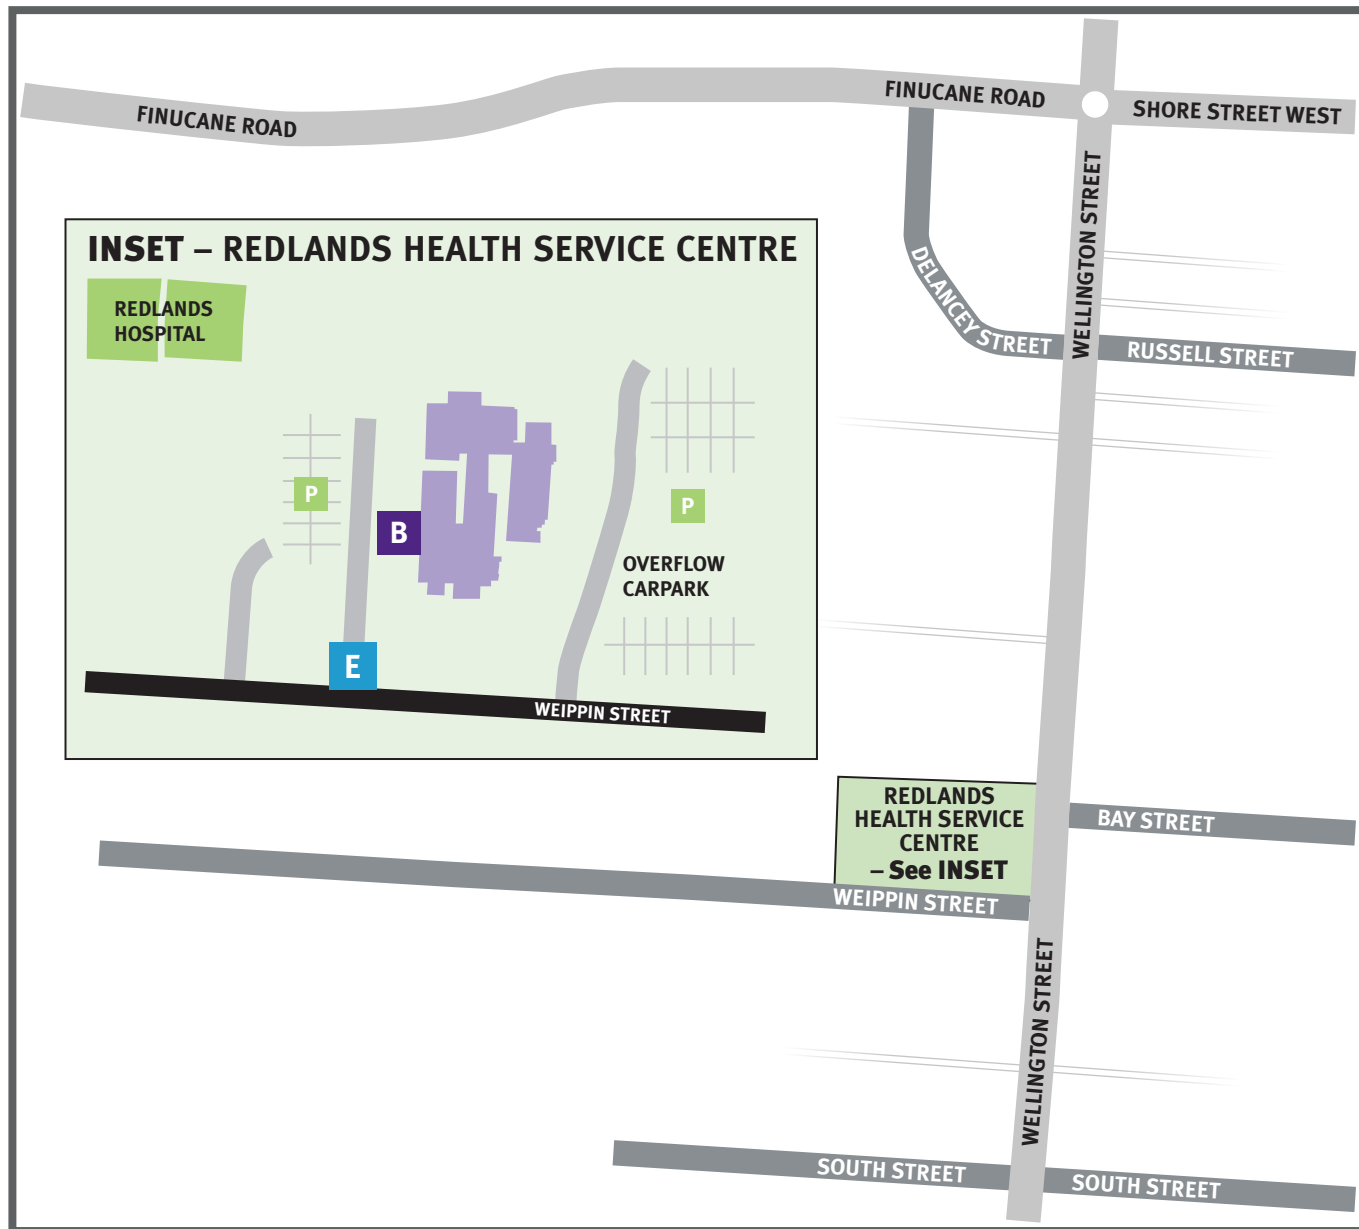 FINUCANE ROAD
FINUCANE ROAD
SHORE STREET WEST
WELLINGTON STREET
DELANCEY STREET
RUSSELL STREET
INSET – REDLANDS HEALTH SERVICE CENTRE
REDLANDS
HOSPITAL
P
B
P
OVERFLOW
CARPARK
E
WEIPPIN STREET
REDLANDS
HEALTH SERVICE
CENTRE
– See INSET
BAY STREET
WEIPPIN STREET
WELLINGTON STREET
SOUTH STREET
SOUTH STREET